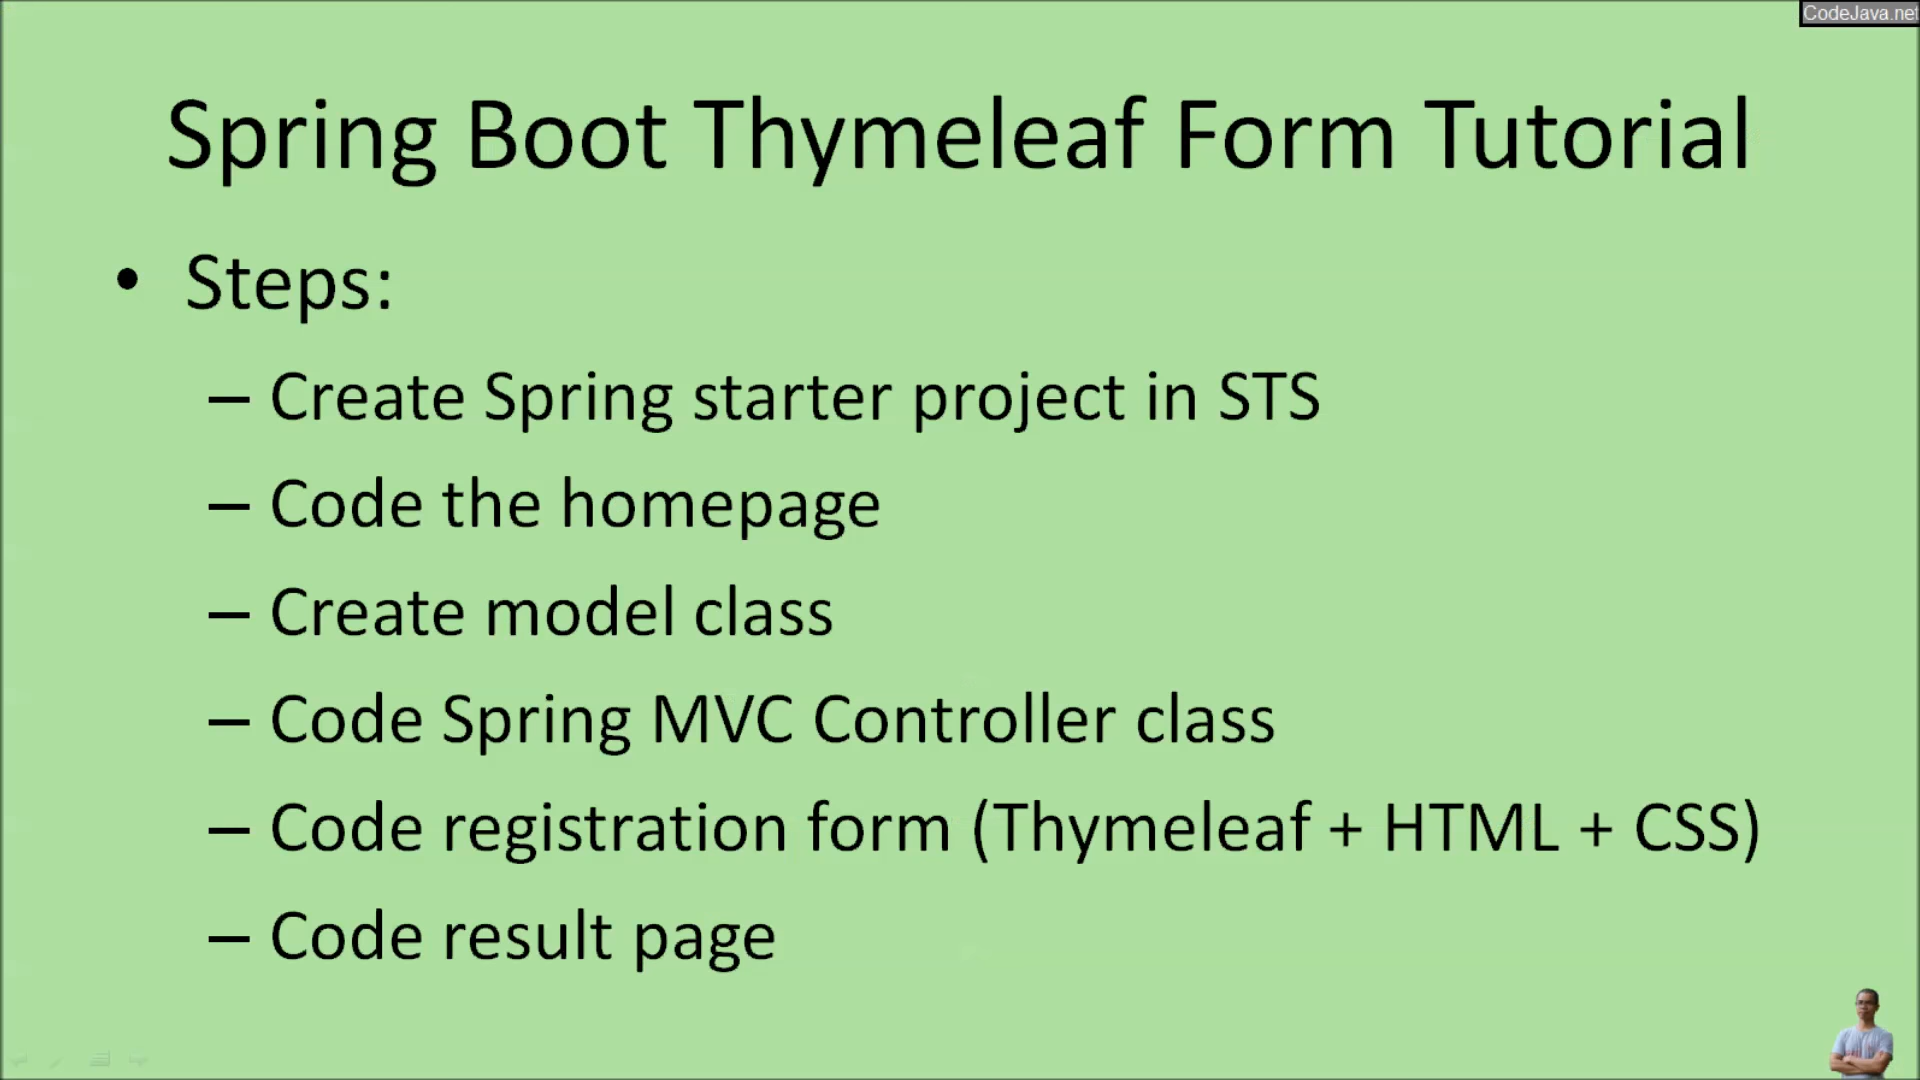 CodeJava.net
Spring Boot Thymeleaf Form Tutorial
• Steps:
– Create Spring starter project in STS
– Code the homepage
– Create model class
– Code Spring MVC Controller class
– Code registration form (Thymeleaf + HTML + CSS)
– Code result page